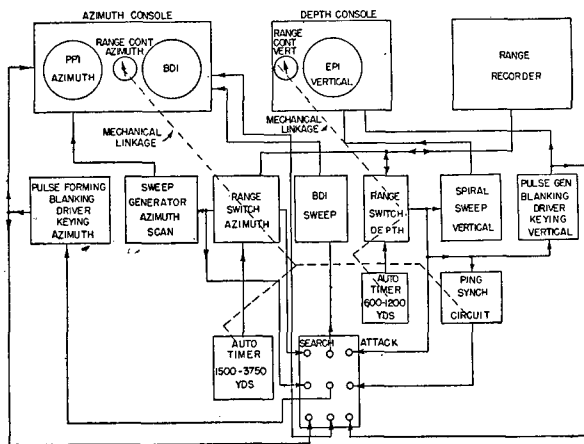 AZIMUTH CONSOLE
DEPTH CONSOLE
PPI
AZIMUTH
RANGE CONT
AZIMUTH
BDI
RANGE
CONT
VERT
EPI
VERTICAL
RANGE
RECORDER
MECHANICAL
LINKAGE
MECHANICAL
LINKAGE
PULSE FORMING
BLANKING
DRIVER
KEYING
AZIMUTH
SWEEP
GENERATOR
AZIMUTH
SCAN
RANGE
SWITCH
AZIMUTH
BDI
SWEEP
RANGE
SWITCH
DEPTH
SPIRAL
SWEEP
VERTICAL
PULSE GEN
BLANKING
DRIVER
KEYING
VERTICAL
AUTO
TIMER
600-1200
YDS
PING
SYNCH
CIRCUIT
AUTO
TIMER
1500-3750
YDS
SEARCH
ATTACK